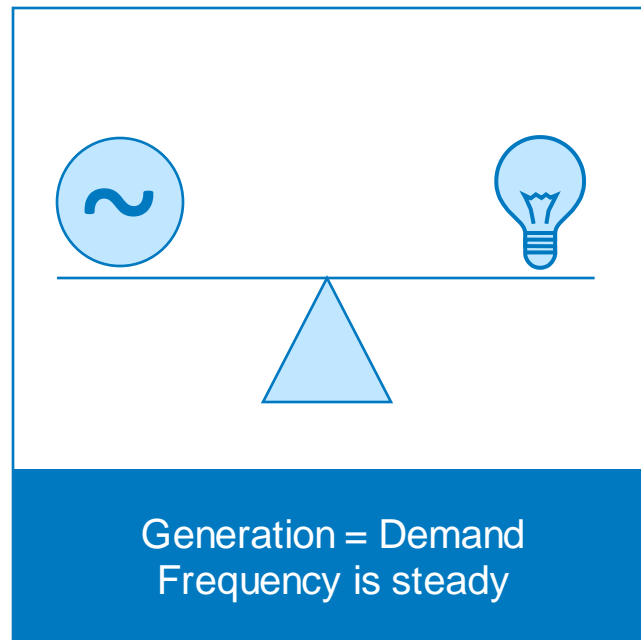 Generation = Demand
Frequency is steady